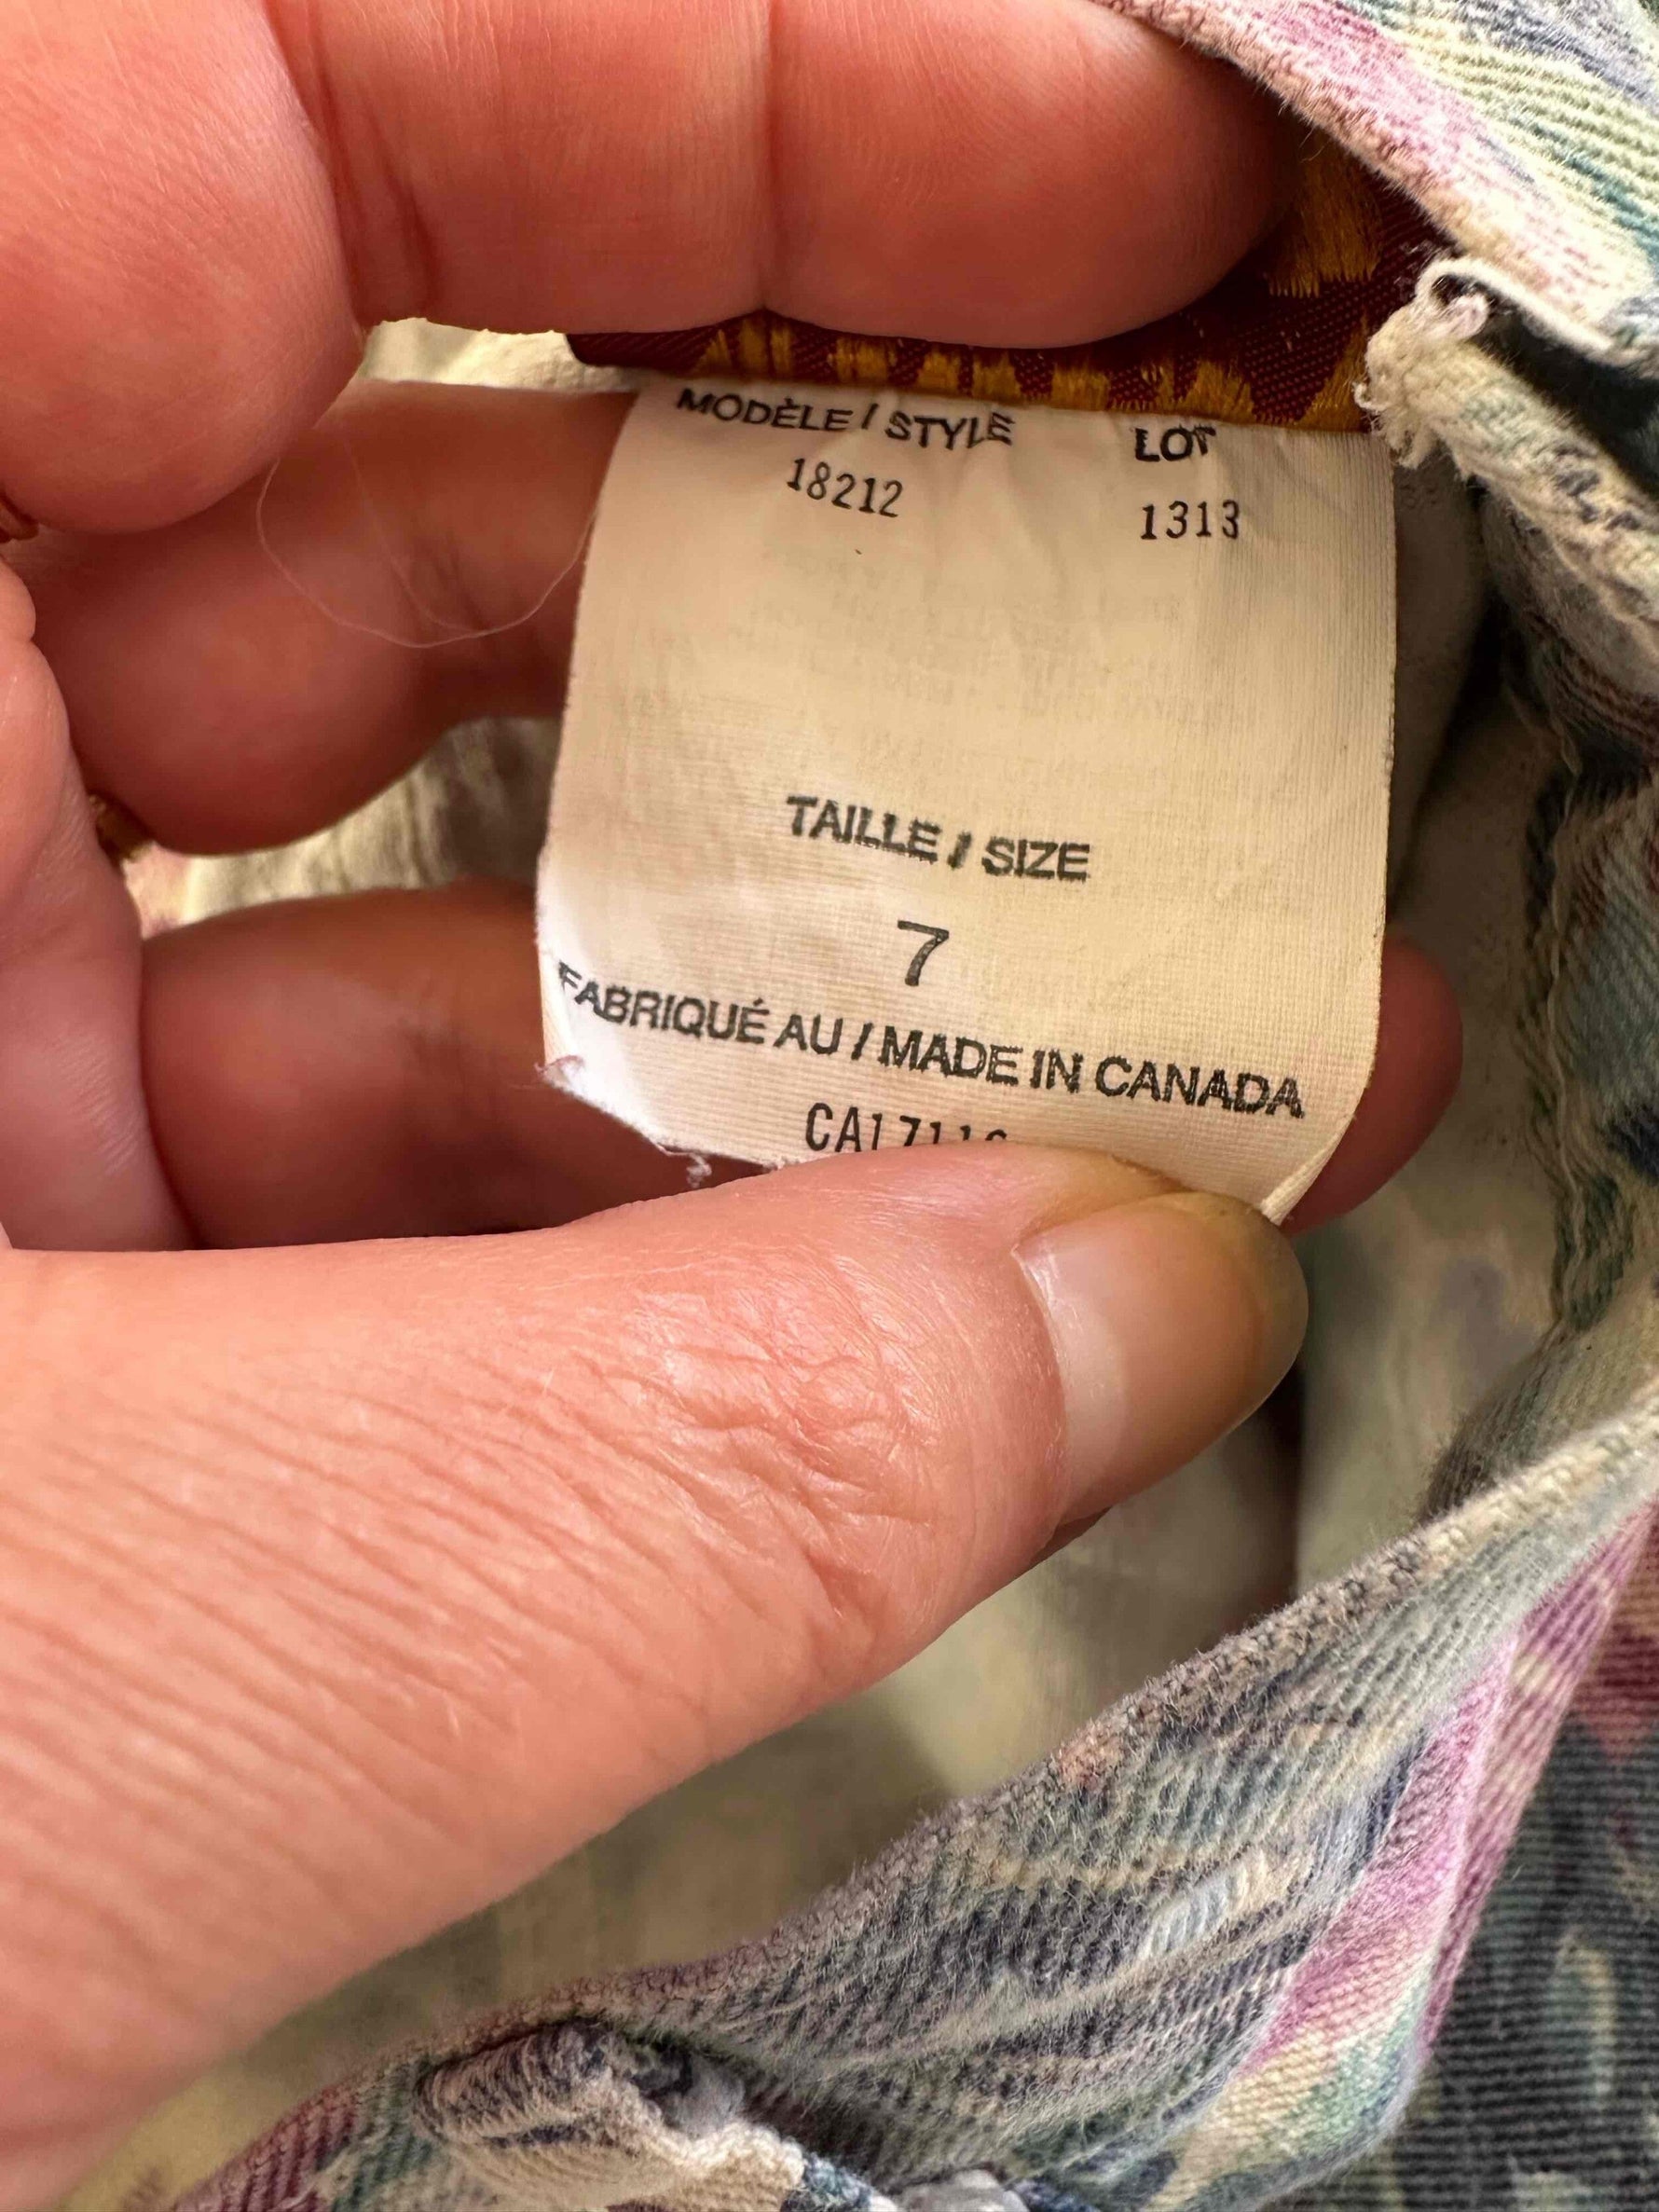 MODÈLE / STYLE LOT
18212 1313
TAILLE / SIZE
7
FABRIQUÉ AU / MADE IN CANADA